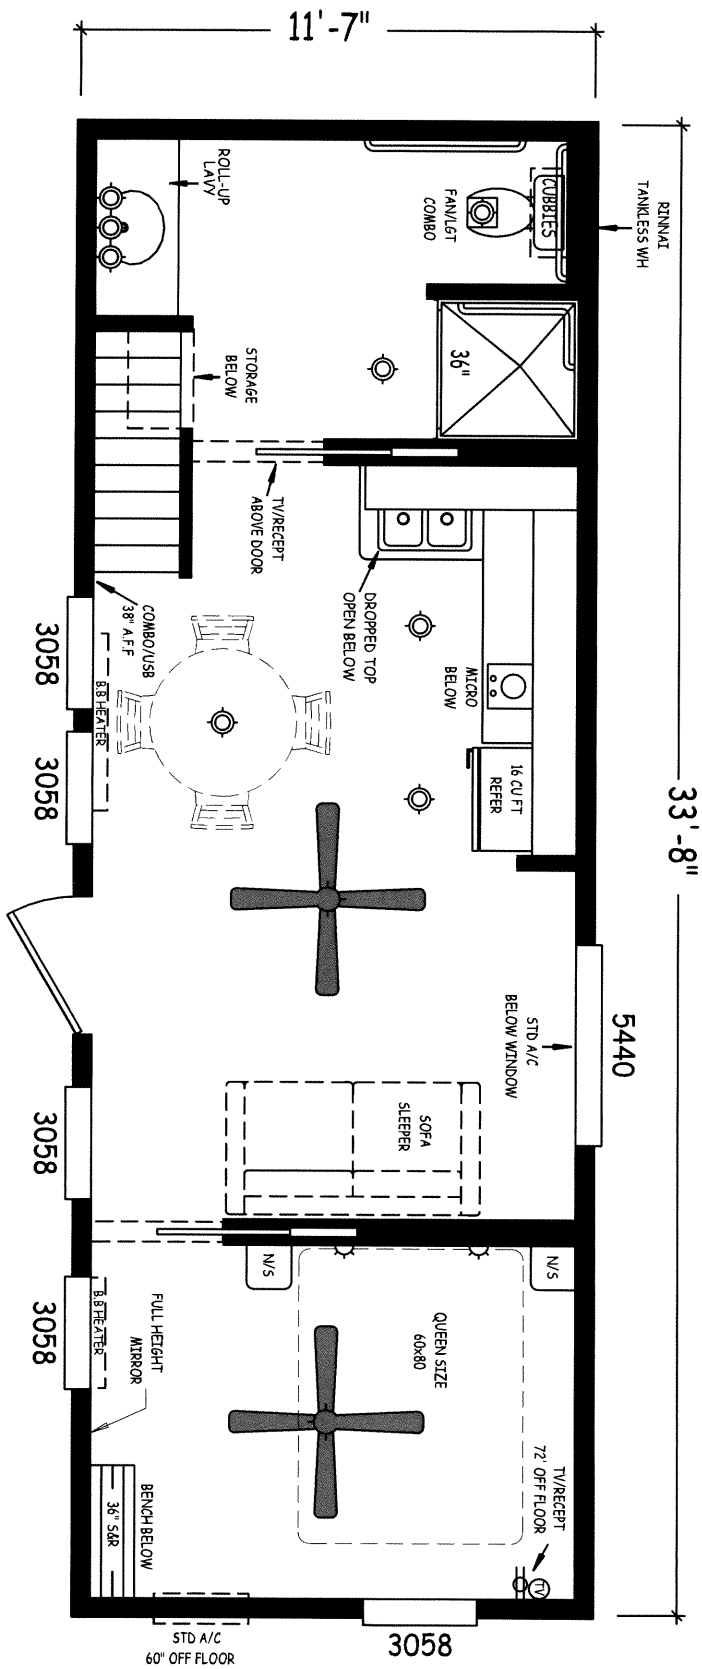 11'-7"
33'-8"
RINNAI
TANKLESS WH
ROLL-UP
LAVY
FAN/LGT
COMBO
CUBBIES
36"
STORAGE
BELOW
TV/RECEPT
ABOVE DOOR
DROPPED TOP
OPEN BELOW
COMBO/USB
38" A.F.F
MICRO
BELOW
3058
B.B HEATER
3058
16 CU FT
REFER
5440
STD A/C
BELOW WINDOW
SOFA
SLEEPER
3058
N/S
N/S
3058
B.B HEATER
FULL HEIGHT
MIRROR
QUEEN SIZE
60x80
TV/RECEPT
72' OFF FLOOR
TV
BENCH BELOW
36" S&R
STD A/C
60" OFF FLOOR
3058